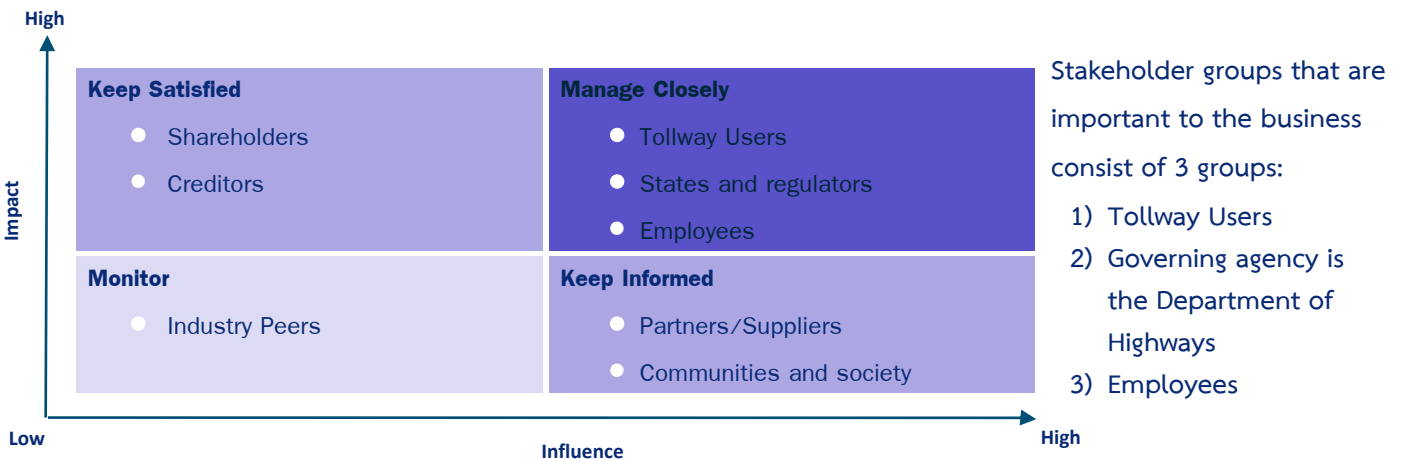 High
Impact
Keep Satisfied
Shareholders
Creditors
Manage Closely
Tollway Users
States and regulators
Employees
Monitor
Industry Peers
Keep Informed
Partners/Suppliers
Communities and society
Low
Influence
High
Stakeholder groups that are
important to the business
consist of 3 groups:
1) Tollway Users
2) Governing agency is
the Department of
Highways
3) Employees